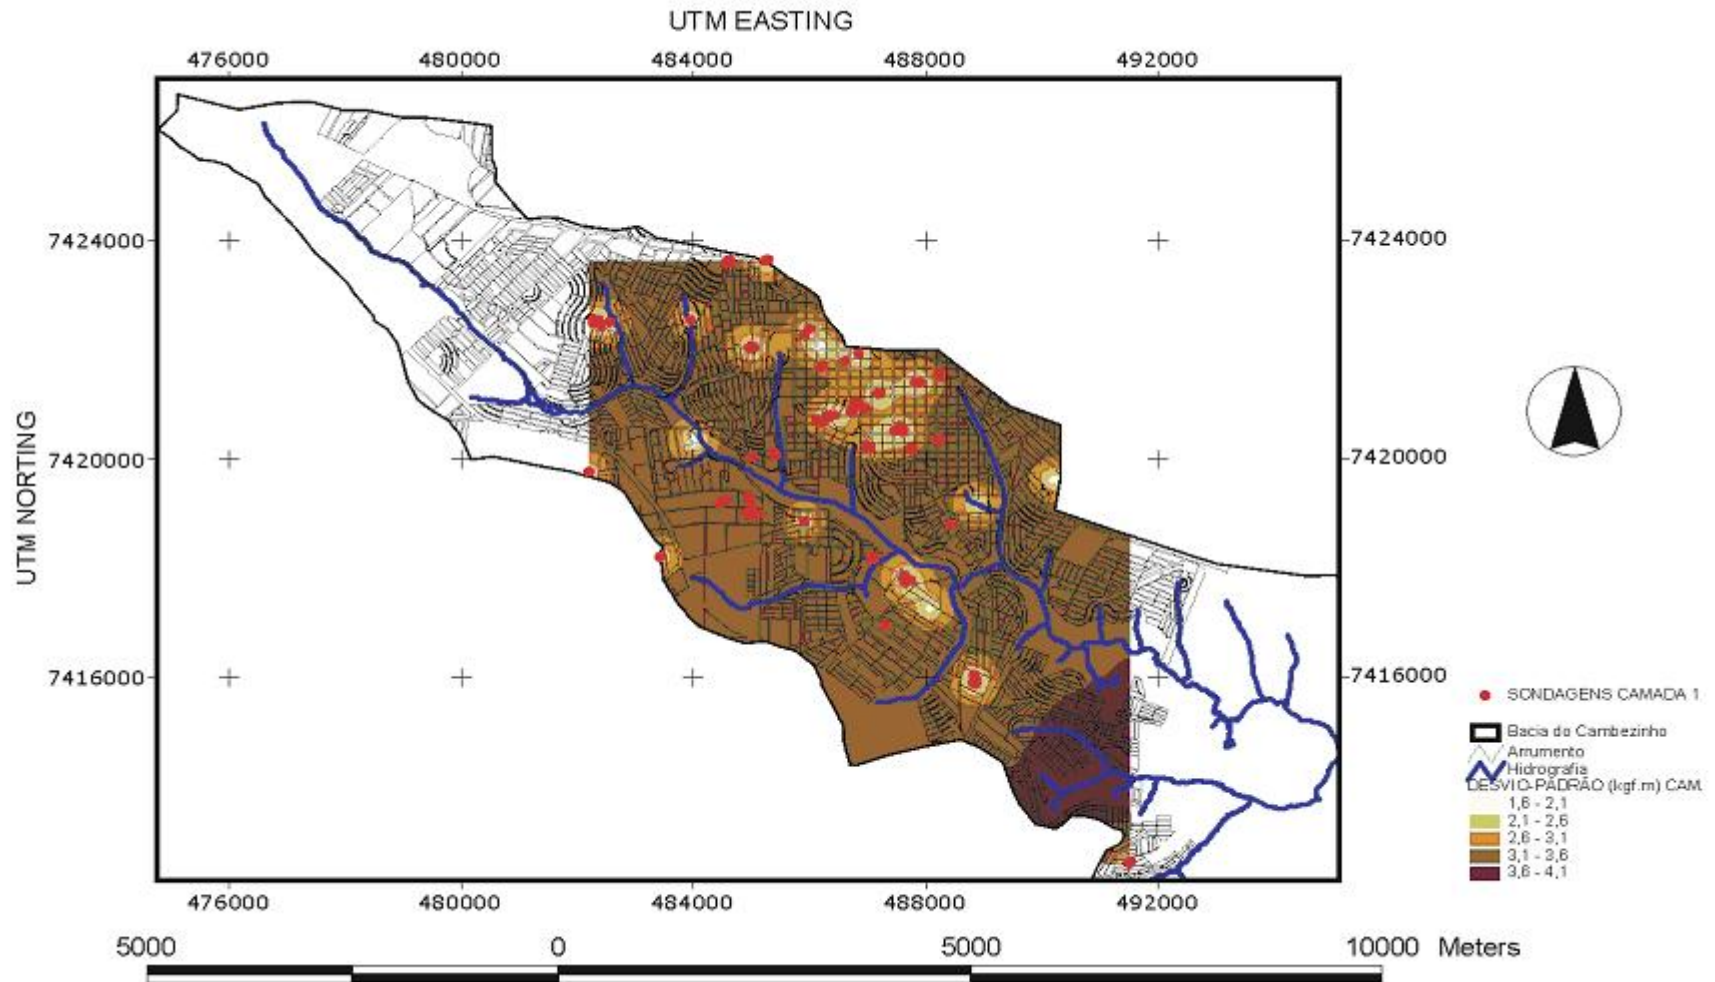 UTM EASTING
476000 480000 484000 488000 492000
7424000 7424000
7420000 7420000
7416000 7416000
UTM NORTING
476000 480000 484000 488000 492000
5000 0 5000 10000 Meters
SONDAGENS CAMADA 1
Bacia do Cambezinho
Arrumento
Hidrografia
DESVIO-PADRÃO (kgf.m) CAM.
1,6 - 2,1
2,1 - 2,6
2,6 - 3,1
3,1 - 3,6
3,6 - 4,1